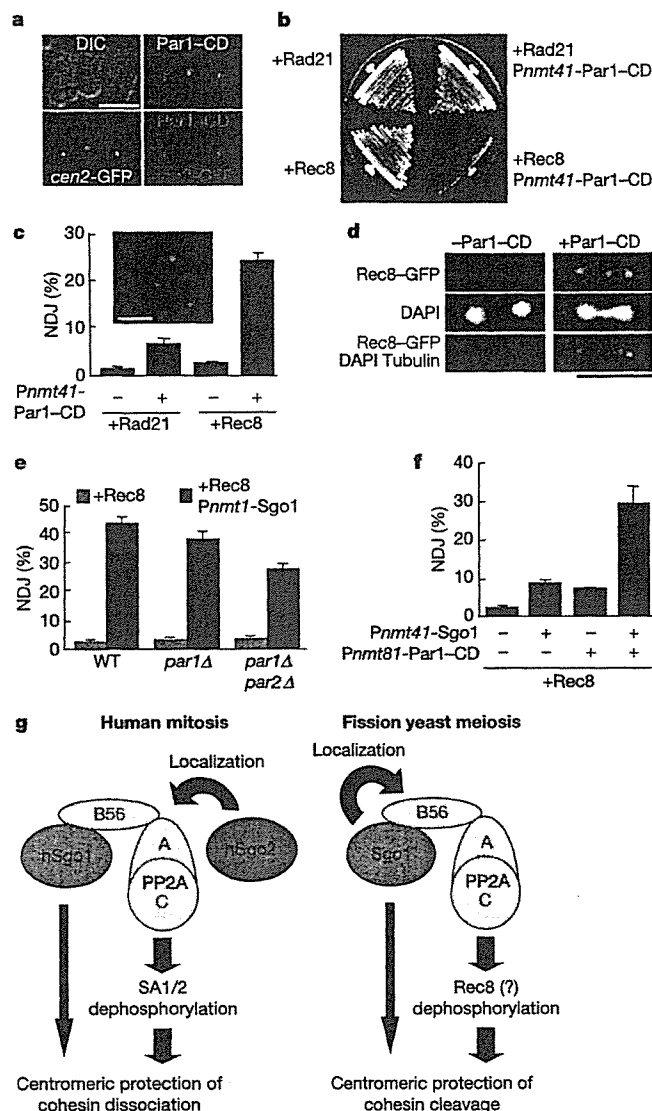 a
DIC
Par1–CD
cen2-GFP
b
+Rad21
+Rad21
Pnmt41-Par1–CD
+Rec8
+Rec8
Pnmt41-Par1–CD
c
NDJ (%)
30
20
10
0
Pnmt41-
Par1–CD
– + – +
+Rad21 +Rec8
d
–Par1–CD +Par1–CD
Rec8–GFP
DAPI
Rec8–GFP
DAPI Tubulin
e
+Rec8
+Rec8
Pnmt1-Sgo1
NDJ (%)
50
40
30
20
10
0
WT par1Δ par1Δ
par2Δ
f
NDJ (%)
40
30
20
10
0
Pnmt41-Sgo1 – + – +
Pnmt81-Par1–CD – – + +
+Rec8
g
Human mitosis
Localization
B56
hSgo1
A
PP2A
C
hSgo2
SA1/2
dephosphorylation
Centromeric protection of
cohesin dissociation
Fission yeast meiosis
Localization
B56
Sgo1
A
PP2A
C
Rec8 (?)
dephosphorylation
Centromeric protection of
cohesin cleavage